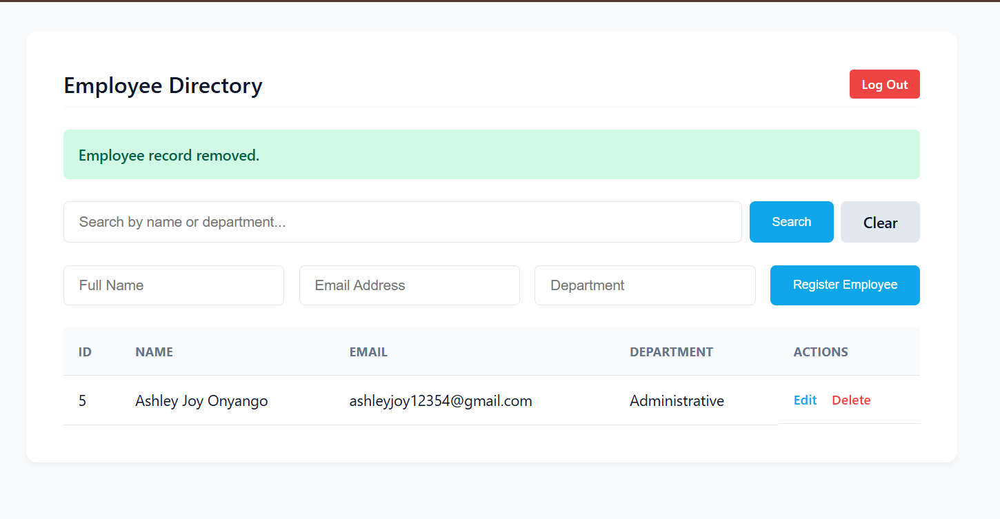 Employee Directory Log Out
Employee record removed.
Search by name or department... Search Clear
Full Name Email Address Department Register Employee
ID NAME EMAIL DEPARTMENT ACTIONS
5 Ashley Joy Onyango ashleyjoy12354@gmail.com Administrative Edit Delete